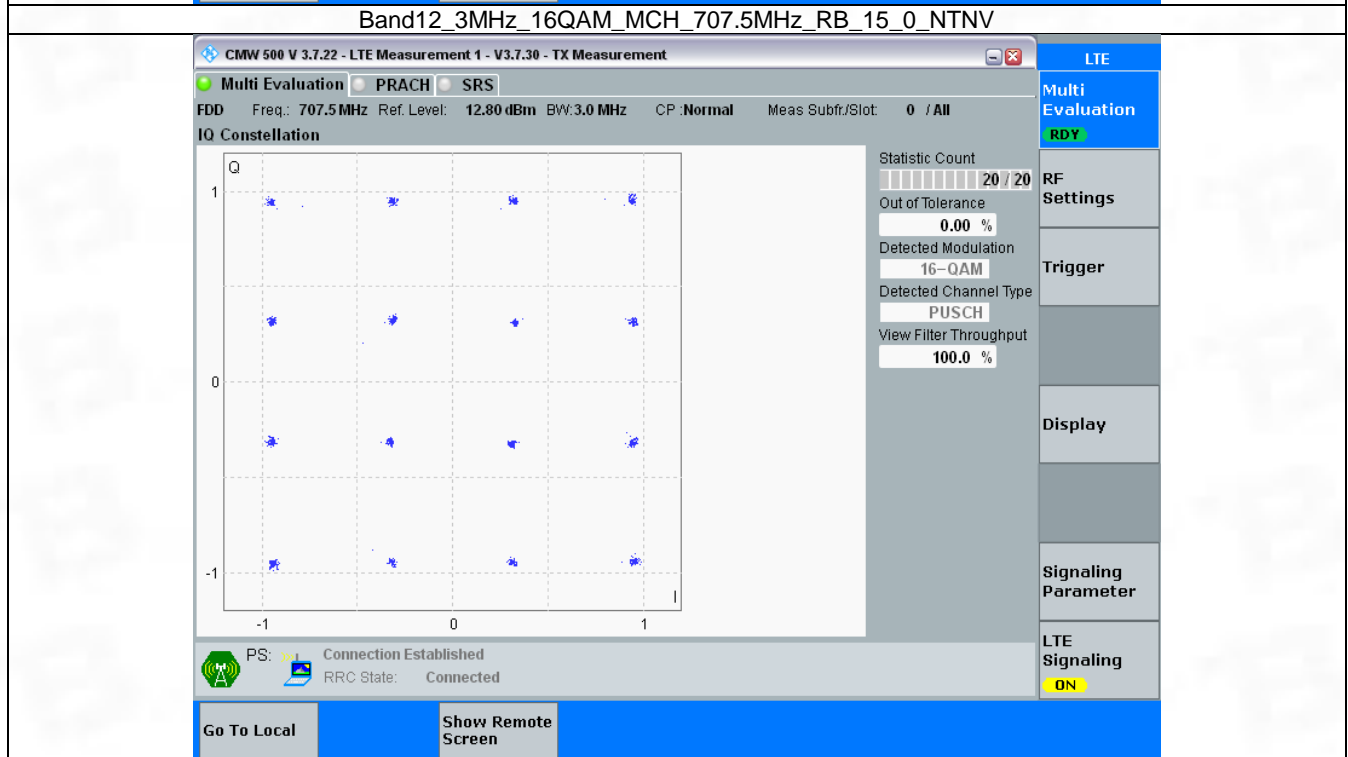 Band12_3MHz_16QAM_MCH_707.5MHz_RB_15_0_NTNV
CMW 500 V 3.7.22 - LTE Measurement 1 - V3.7.30 - TX Measurement
LTE
Multi Evaluation PRACH SRS
Multi
Evaluation
RDY
FDD Freq.: 707.5 MHz Ref. Level: 12.80 dBm BW: 3.0 MHz CP :Normal Meas Subfr./Slot: 0 / All
IQ Constellation
Q
1
0
-1
I
-1 0 1
Statistic Count
20 / 20
Out of Tolerance
0.00 %
Detected Modulation
16-QAM
Detected Channel Type
PUSCH
View Filter Throughput
100.0 %
RF
Settings
Trigger
Display
Signaling
Parameter
LTE
Signaling
ON
PS: Connection Established
RRC State: Connected
Go To Local
Show Remote
Screen